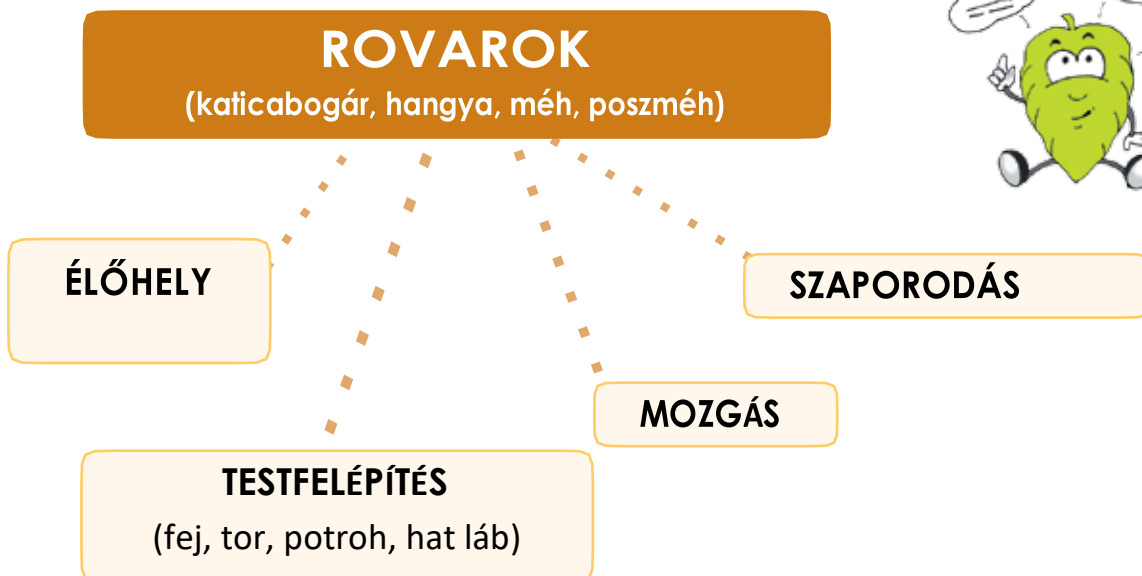 ROVAROK
(katicabogár, hangya, méh, poszméh)
ÉLŐHELY
SZAPORODÁS
MOZGÁS
TESTFELÉPÍTÉS
(fej, tor, potroh, hat láb)